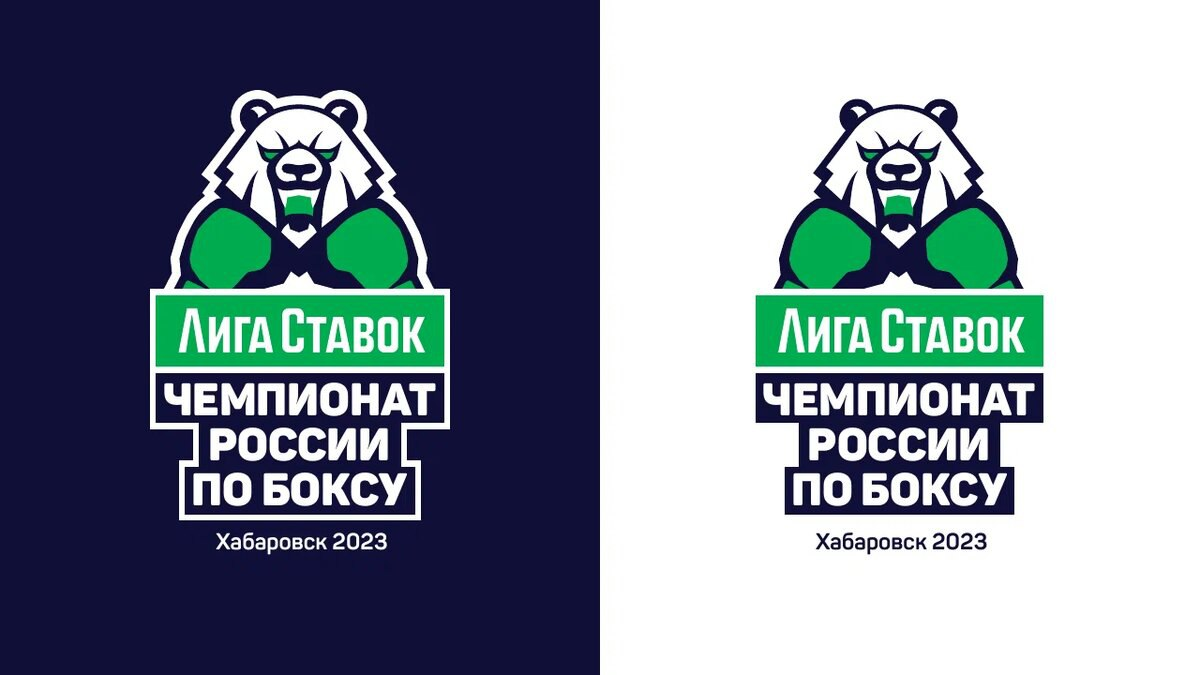 Лига Ставок
ЧЕМПИОНАТ
РОССИИ
ПО БОКСУ
Хабаровск 2023
Лига Ставок
ЧЕМПИОНАТ
РОССИИ
ПО БОКСУ
Хабаровск 2023